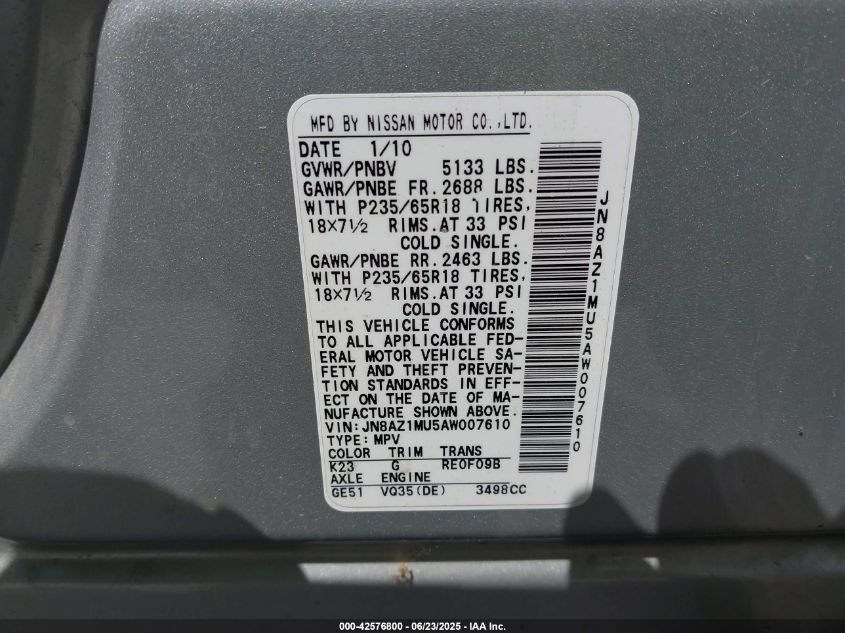 MFD BY NISSAN MOTOR CO.,LTD.
DATE 1/10
GVWR/PNBV 5133 LBS.
GAWR/PNBE FR.2688 LBS.
WITH P235/65R18 TIRES,
18×7½ RIMS.AT 33 PSI
COLD SINGLE.
GAWR/PNBE RR.2463 LBS.
WITH P235/65R18 TIRES,
18×7½ RIMS.AT 33 PSI
COLD SINGLE.
THIS VEHICLE CONFORMS
TO ALL APPLICABLE FED-
ERAL MOTOR VEHICLE SA-
FETY AND THEFT PREVEN-
TION STANDARDS IN EFF-
ECT ON THE DATE OF MA-
NUFACTURE SHOWN ABOVE.
VIN:JN8AZ1MU5AW007610
TYPE:MPV
COLOR TRIM TRANS
K23 G RE0F09B
AXLE ENGINE
GE51 VQ35(DE) 3498CC
JN8AZ1MU5AW007610
000-42576800 - 06/23/2025 - IAA Inc.